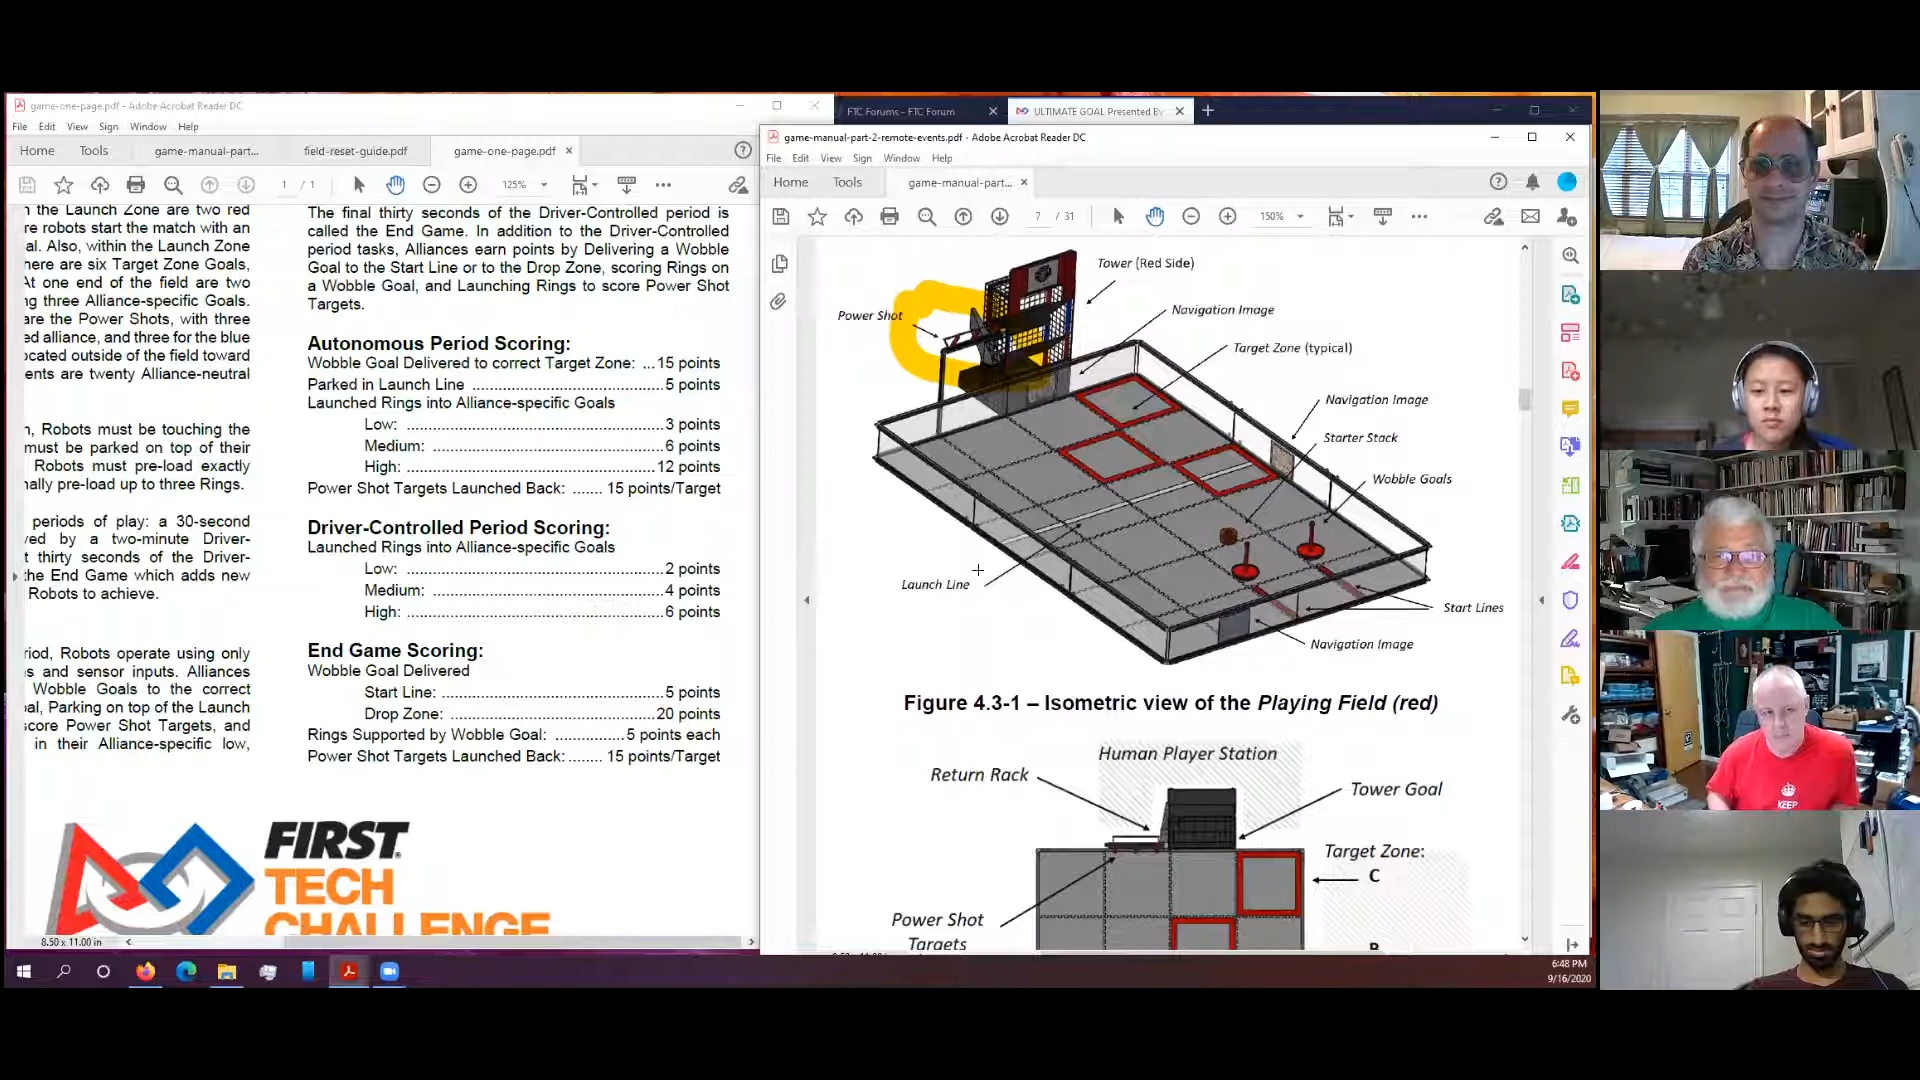 game-one-page.pdf - Adobe Acrobat Reader DC
File Edit View Sign Window Help
Home Tools game-manual-part... field-reset-guide.pdf game-one-page.pdf
1 / 1 125%
n the Launch Zone are two red
re robots start the match with an
al. Also, within the Launch Zone
here are six Target Zone Goals,
At one end of the field are two
ng three Alliance-specific Goals.
are the Power Shots, with three
ed alliance, and three for the blue
ocated outside of the field toward
ents are twenty Alliance-neutral
n, Robots must be touching the
must be parked on top of their
Robots must pre-load exactly
nally pre-load up to three Rings.
periods of play: a 30-second
ved by a two-minute Driver-
t thirty seconds of the Driver-
the End Game which adds new
Robots to achieve.
riod, Robots operate using only
s and sensor inputs. Alliances
Wobble Goals to the correct
al, Parking on top of the Launch
score Power Shot Targets, and
in their Alliance-specific low,
The final thirty seconds of the Driver-Controlled period is
called the End Game. In addition to the Driver-Controlled
period tasks, Alliances earn points by Delivering a Wobble
Goal to the Start Line or to the Drop Zone, scoring Rings on
a Wobble Goal, and Launching Rings to score Power Shot
Targets.
Autonomous Period Scoring:
Wobble Goal Delivered to correct Target Zone: ...15 points
Parked in Launch Line ....................................5 points
Launched Rings into Alliance-specific Goals
Low: ....................................................3 points
Medium: ..............................................6 points
High: ..................................................12 points
Power Shot Targets Launched Back: ....... 15 points/Target
Driver-Controlled Period Scoring:
Launched Rings into Alliance-specific Goals
Low: ....................................................2 points
Medium: ..............................................4 points
High: ...................................................6 points
End Game Scoring:
Wobble Goal Delivered
Start Line: ............................................5 points
Drop Zone: .........................................20 points
Rings Supported by Wobble Goal: ..............5 points each
Power Shot Targets Launched Back: ........ 15 points/Target
FIRST
TECH
CHALLENGE
8.50 x 11.00 in
FTC Forums - FTC Forum ULTIMATE GOAL Presented By
game-manual-part-2-remote-events.pdf - Adobe Acrobat Reader DC
File Edit View Sign Window Help
Home Tools game-manual-part...
7 / 31 150%
Tower (Red Side)
Power Shot
Navigation Image
Target Zone (typical)
Navigation Image
Starter Stack
Wobble Goals
Launch Line
Start Lines
Navigation Image
Figure 4.3-1 – Isometric view of the Playing Field (red)
Human Player Station
Return Rack
Tower Goal
Target Zone:
C
Power Shot
Targets
B
6:48 PM
9/16/2020
KEEP